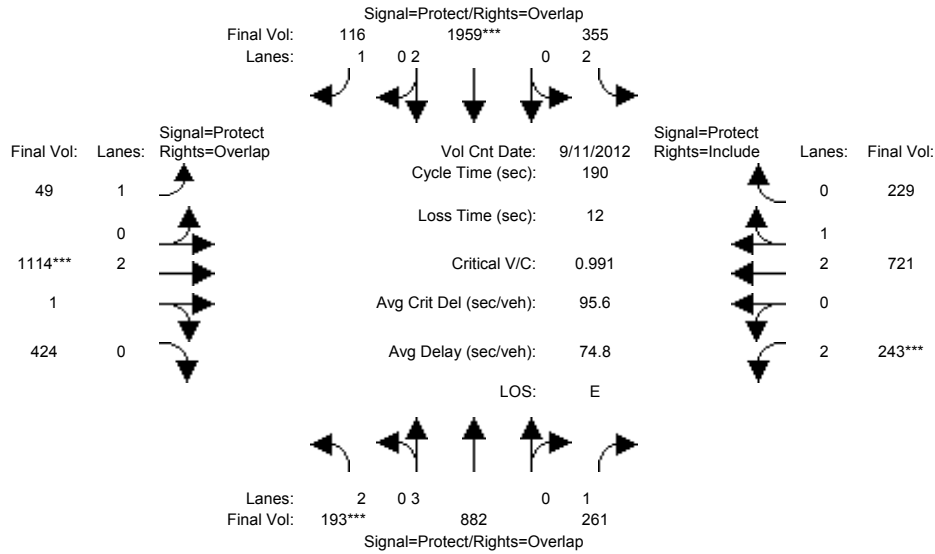 Signal=Protect/Rights=Overlap
Final Vol: 116 1959*** 355
Lanes: 1 0 2 0 2
Signal=Protect
Final Vol: Lanes: Rights=Overlap
Vol Cnt Date: 9/11/2012
Signal=Protect
Rights=Include Lanes: Final Vol:
Cycle Time (sec): 190
49 1
0 229
Loss Time (sec): 12
0
1
1114*** 2
Critical V/C: 0.991
2 721
1 0
Avg Crit Del (sec/veh): 95.6
0
424 0
Avg Delay (sec/veh): 74.8
2 243***
LOS: E
Lanes: 2 0 3 0 1
Final Vol: 193*** 882 261
Signal=Protect/Rights=Overlap